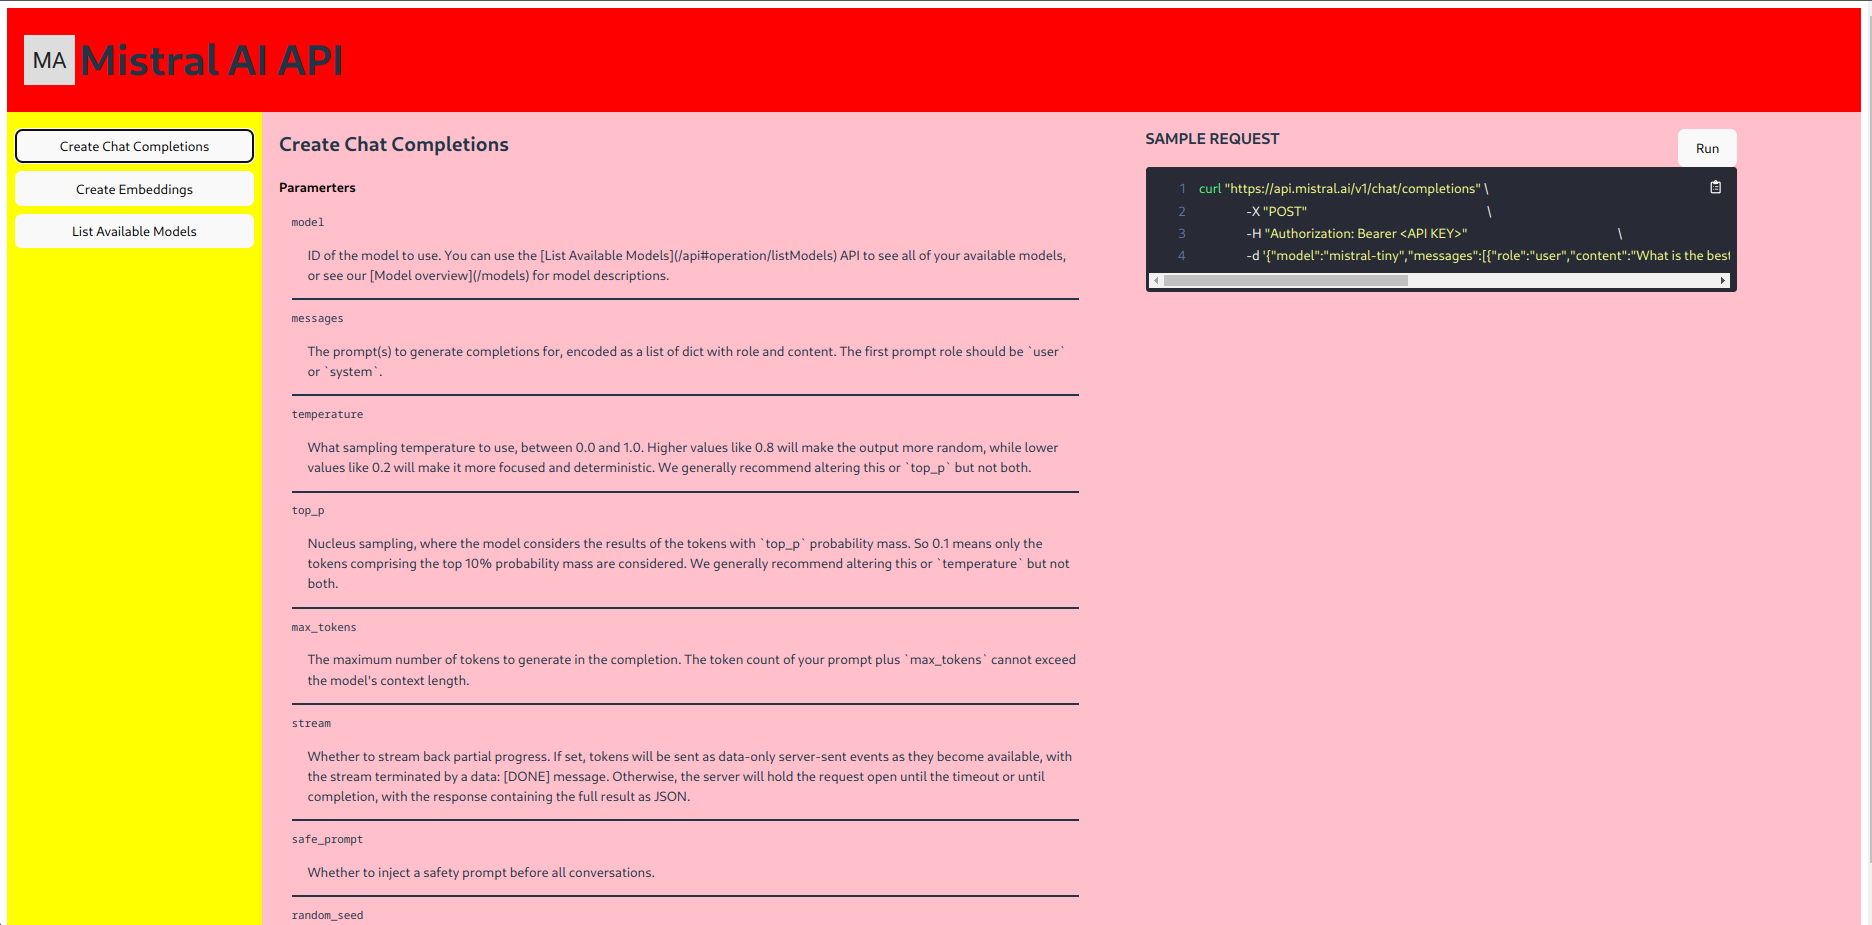 MA Mistral AI API
Create Chat Completions
Create Embeddings
List Available Models
Create Chat Completions
Paramerters
model
ID of the model to use. You can use the [List Available Models](/api#operation/listModels) API to see all of your available models,
or see our [Model overview](/models) for model descriptions.
messages
The prompt(s) to generate completions for, encoded as a list of dict with role and content. The first prompt role should be `user`
or `system`.
temperature
What sampling temperature to use, between 0.0 and 1.0. Higher values like 0.8 will make the output more random, while lower
values like 0.2 will make it more focused and deterministic. We generally recommend altering this or `top_p` but not both.
top_p
Nucleus sampling, where the model considers the results of the tokens with `top_p` probability mass. So 0.1 means only the
tokens comprising the top 10% probability mass are considered. We generally recommend altering this or `temperature` but not
both.
max_tokens
The maximum number of tokens to generate in the completion. The token count of your prompt plus `max_tokens` cannot exceed
the model's context length.
stream
Whether to stream back partial progress. If set, tokens will be sent as data-only server-sent events as they become available, with
the stream terminated by a data: [DONE] message. Otherwise, the server will hold the request open until the timeout or until
completion, with the response containing the full result as JSON.
safe_prompt
Whether to inject a safety prompt before all conversations.
random_seed
SAMPLE REQUEST
Run
1 curl "https://api.mistral.ai/v1/chat/completions" \
2 -X "POST" \
3 -H "Authorization: Bearer <API KEY>" \
4 -d '{"model":"mistral-tiny","messages":[{"role":"user","content":"What is the best